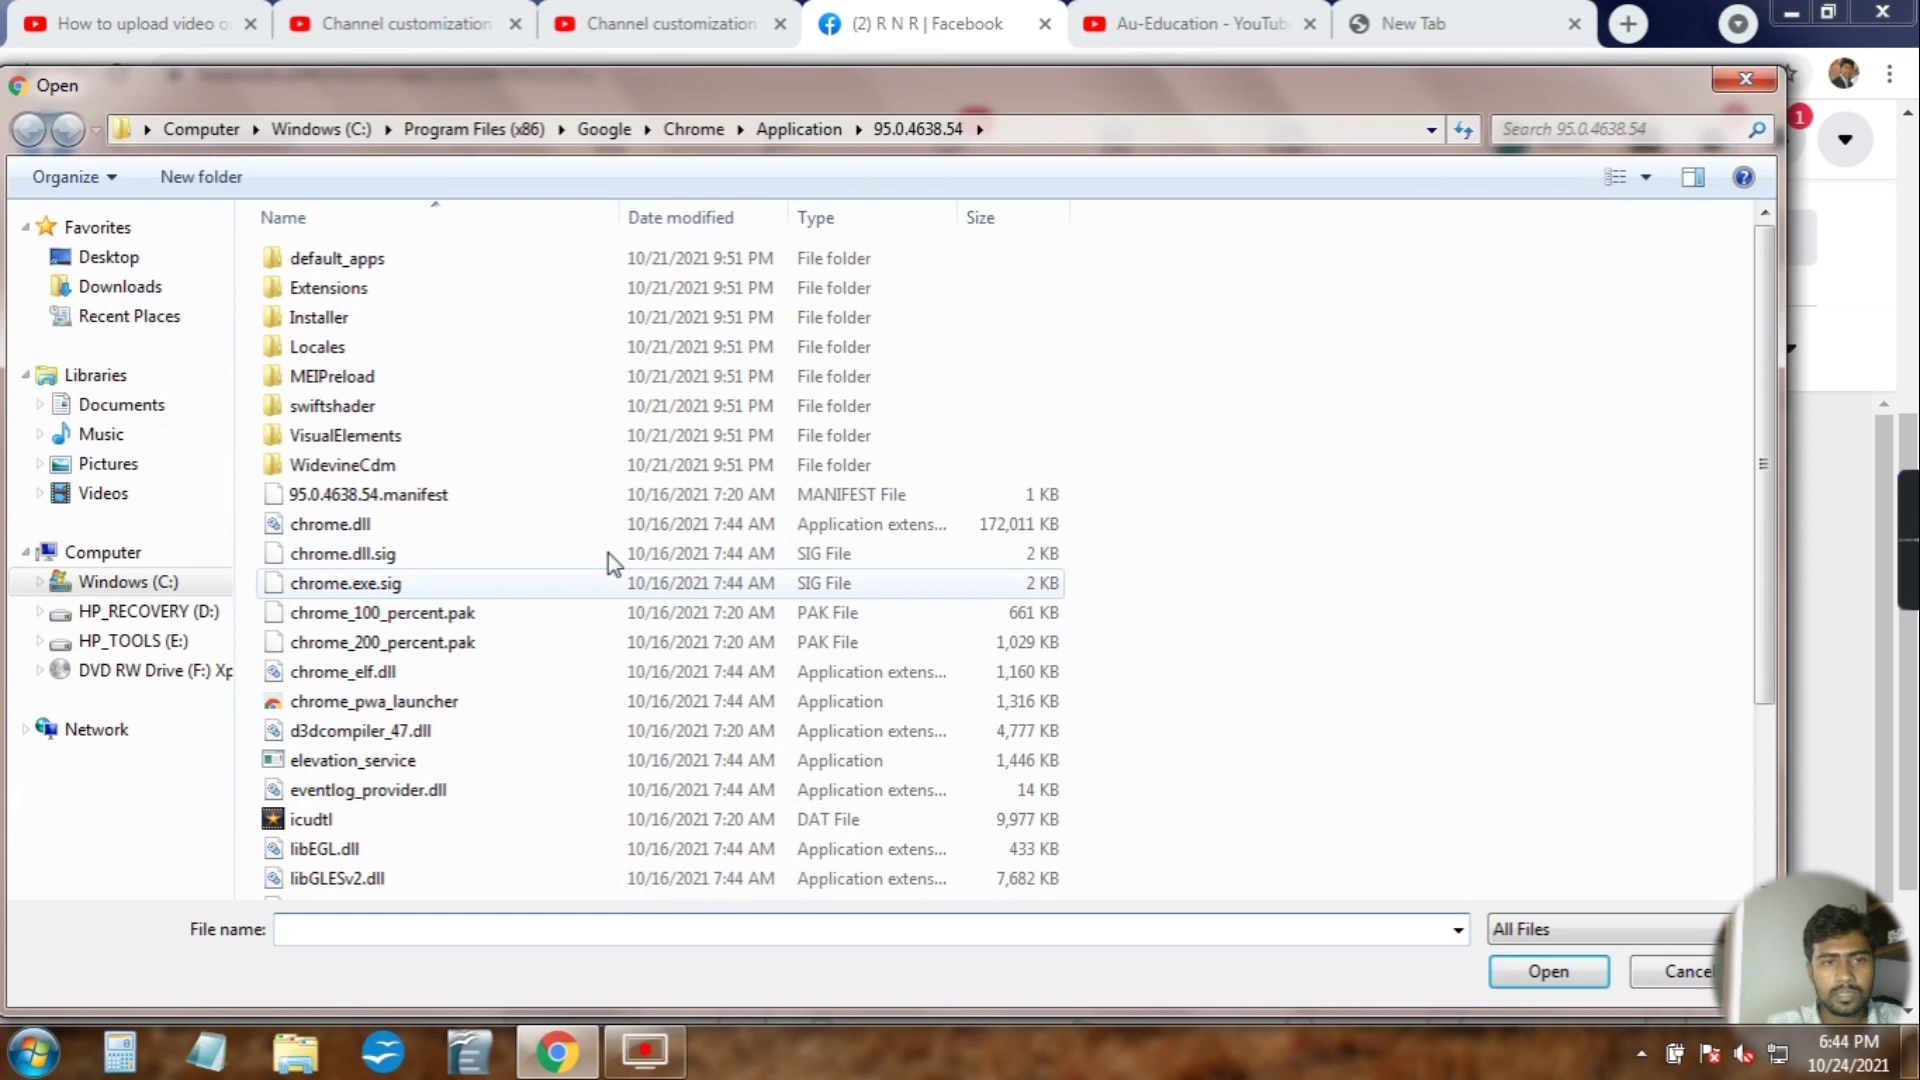 How to upload video o
Channel customization
Channel customization
(2) R N R | Facebook
Au-Education - YouTub
New Tab
Open
Computer Windows (C:) Program Files (x86) Google Chrome Application 95.0.4638.54
Search 95.0.4638.54
1
Organize
New folder
Name Date modified Type Size
Favorites
Desktop
Downloads
Recent Places
Libraries
Documents
Music
Pictures
Videos
Computer
Windows (C:)
HP_RECOVERY (D:)
HP_TOOLS (E:)
DVD RW Drive (F:) Xp
Network
default_apps 10/21/2021 9:51 PM File folder
Extensions 10/21/2021 9:51 PM File folder
Installer 10/21/2021 9:51 PM File folder
Locales 10/21/2021 9:51 PM File folder
MEIPreload 10/21/2021 9:51 PM File folder
swiftshader 10/21/2021 9:51 PM File folder
VisualElements 10/21/2021 9:51 PM File folder
WidevineCdm 10/21/2021 9:51 PM File folder
95.0.4638.54.manifest 10/16/2021 7:20 AM MANIFEST File 1 KB
chrome.dll 10/16/2021 7:44 AM Application extens... 172,011 KB
chrome.dll.sig 10/16/2021 7:44 AM SIG File 2 KB
chrome.exe.sig 10/16/2021 7:44 AM SIG File 2 KB
chrome_100_percent.pak 10/16/2021 7:20 AM PAK File 661 KB
chrome_200_percent.pak 10/16/2021 7:20 AM PAK File 1,029 KB
chrome_elf.dll 10/16/2021 7:44 AM Application extens... 1,160 KB
chrome_pwa_launcher 10/16/2021 7:44 AM Application 1,316 KB
d3dcompiler_47.dll 10/16/2021 7:20 AM Application extens... 4,777 KB
elevation_service 10/16/2021 7:44 AM Application 1,446 KB
eventlog_provider.dll 10/16/2021 7:44 AM Application extens... 14 KB
icudtl 10/16/2021 7:20 AM DAT File 9,977 KB
libEGL.dll 10/16/2021 7:44 AM Application extens... 433 KB
libGLESv2.dll 10/16/2021 7:44 AM Application extens... 7,682 KB
File name:
All Files
Open
Cancel
6:44 PM
10/24/2021